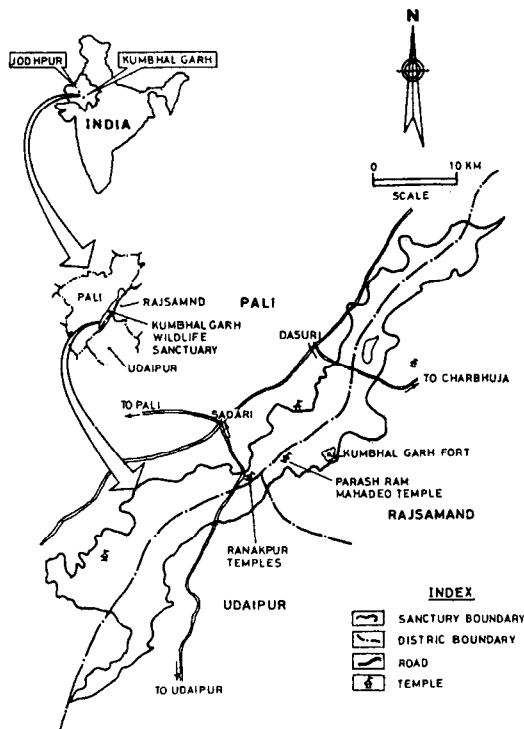 N
JODHPUR
KUMBHAL GARH
INDIA
0 10 KM
SCALE
PALI
RAJSAMND
KUMBHAL GARH
WILDLIFE
SANCTUARY
UDAIPUR
PALI
DASURI
TO CHARBHUJA
TO PALI
SADARI
KUMBHAL GARH FORT
PARASH RAM
MAHADEO TEMPLE
RAJSAMAND
RANAKPUR
TEMPLES
UDAIPUR
TO UDAIPUR
INDEX
SANCTURY BOUNDARY
DISTRIC BOUNDARY
ROAD
TEMPLE